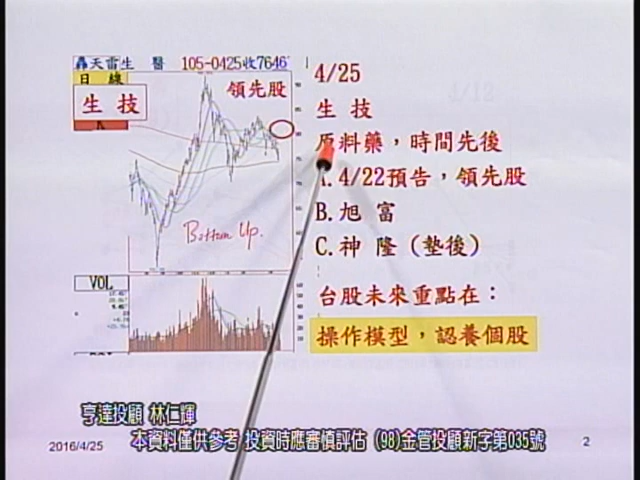 轟天雷生 醫 105-0425收7646
日 線
生 技
領先股
Bottom Up.
VOL
4/25
生 技
原料藥，時間先後
A.4/22預告，領先股
B.旭 富
C.神 隆（墊後）
台股未來重點在：
操作模型，認養個股
亨達投顧 林仁輝
本資料僅供參考 投資時應審慎評估 (98)金管投顧新字第035號
2016/4/25
2